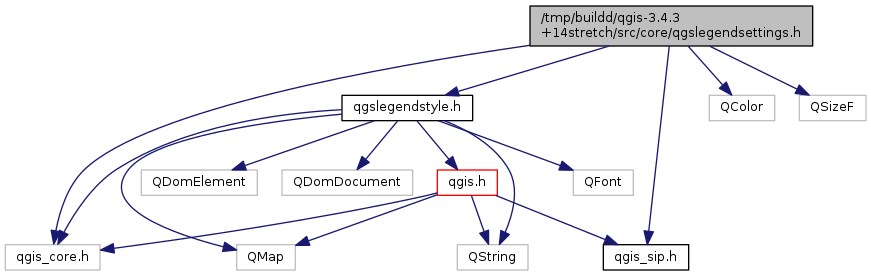 /tmp/buildd/qgis-3.4.3
+14stretch/src/core/qgslegendsettings.h
qgslegendstyle.h
QColor
QSizeF
QDomElement
QDomDocument
qgis.h
QFont
qgis_core.h
QMap
QString
qgis_sip.h